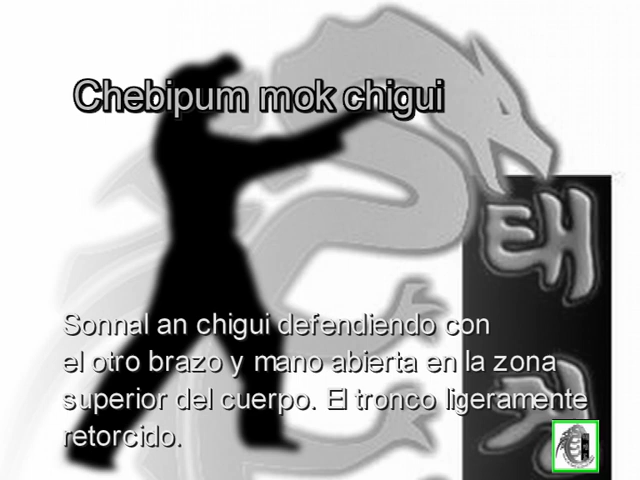 Chebipum mok chigui
Sonnal an chigui defendiendo con
el otro brazo y mano abierta en la zona
superior del cuerpo. El tronco ligeramente
retorcido.
태